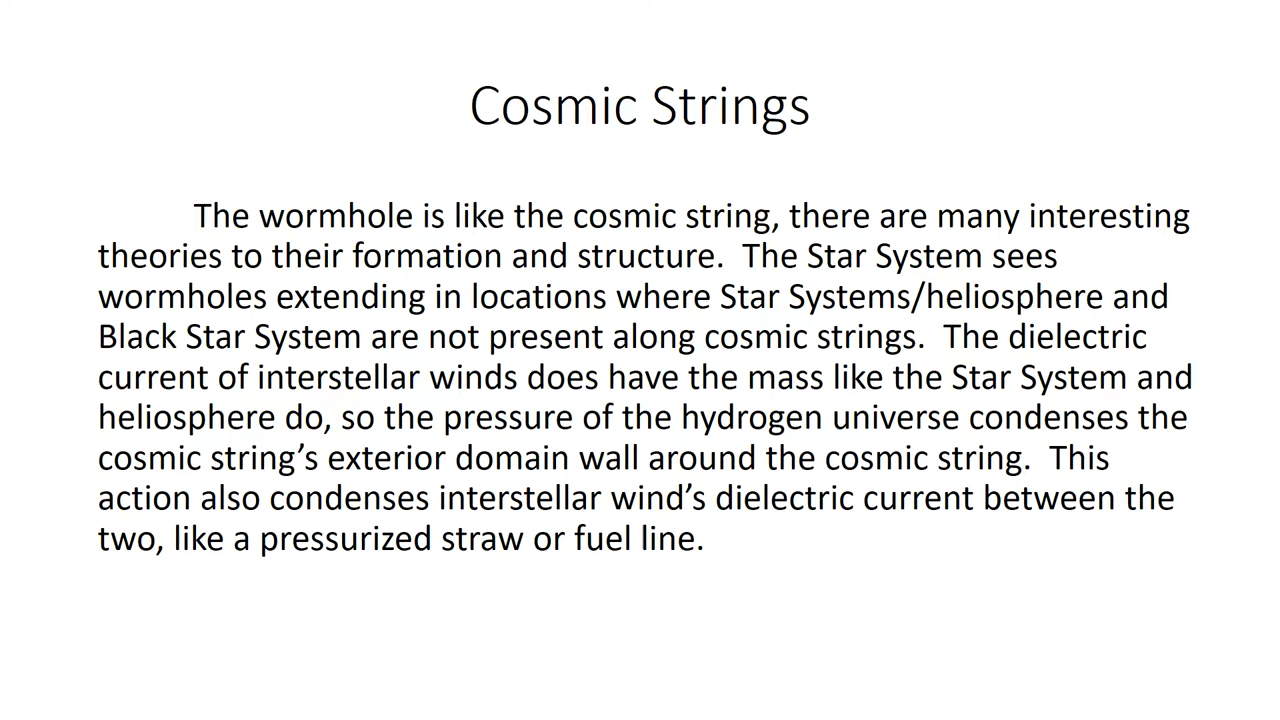 Cosmic Strings
The wormhole is like the cosmic string, there are many interesting
theories to their formation and structure.  The Star System sees
wormholes extending in locations where Star Systems/heliosphere and
Black Star System are not present along cosmic strings.  The dielectric
current of interstellar winds does have the mass like the Star System and
heliosphere do, so the pressure of the hydrogen universe condenses the
cosmic string’s exterior domain wall around the cosmic string.  This
action also condenses interstellar wind’s dielectric current between the
two, like a pressurized straw or fuel line.